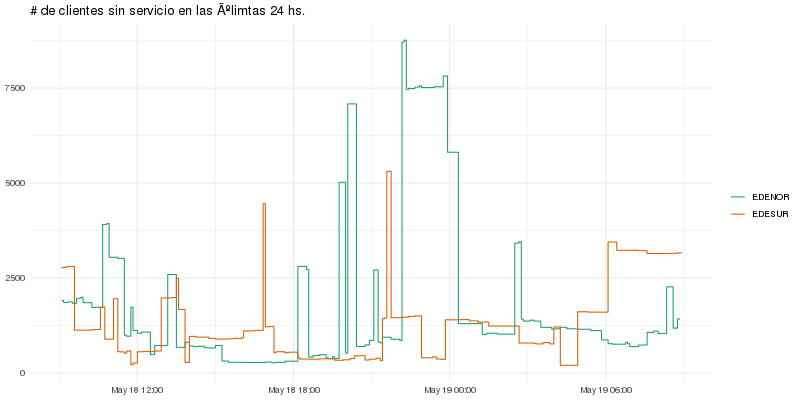 # de clientes sin servicio en las Ãºlimtas 24 hs.
7500
5000
2500
0
May 18 12:00
May 18 18:00
May 19 00:00
May 19 06:00
EDENOR
EDESUR